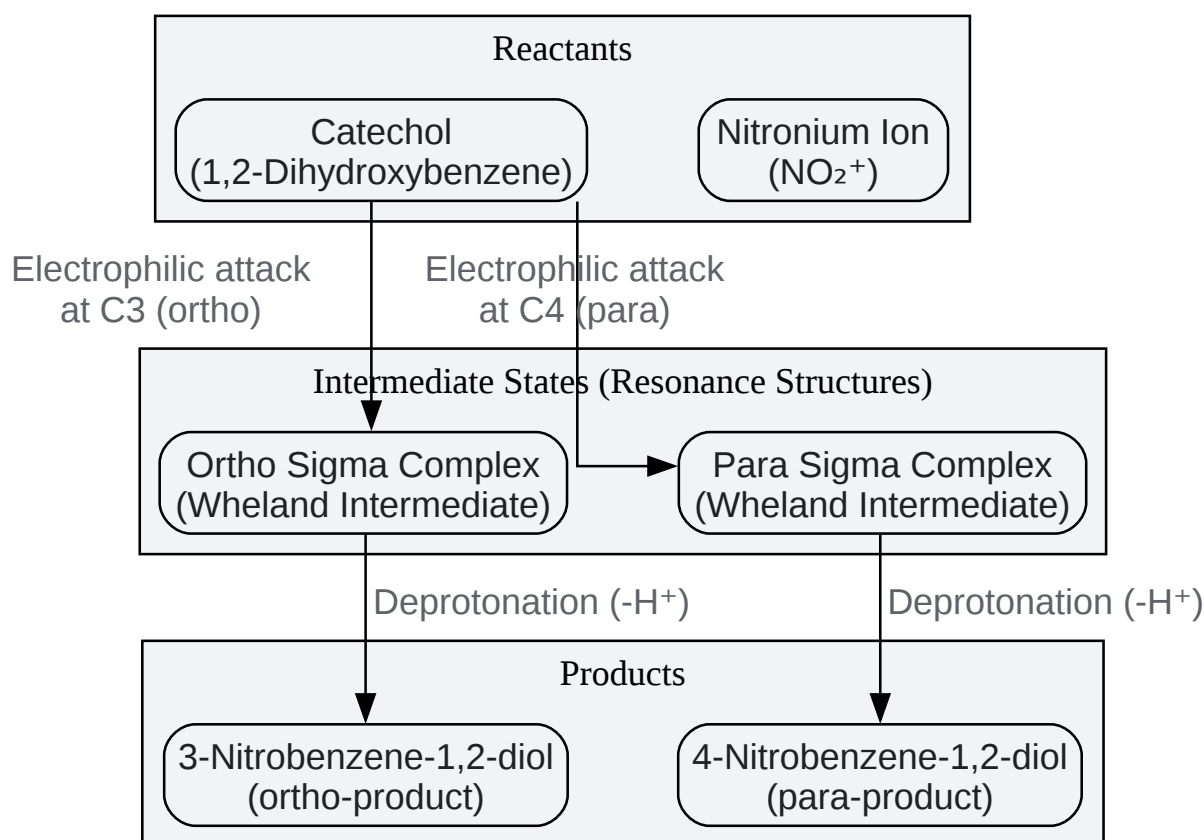 Reactants
Catechol
(1,2-Dihydroxybenzene)
Nitronium Ion
(NO₂⁺)
Electrophilic attack
at C3 (ortho)
Electrophilic attack
at C4 (para)
Intermediate States (Resonance Structures)
Ortho Sigma Complex
(Wheland Intermediate)
Para Sigma Complex
(Wheland Intermediate)
Deprotonation (-H⁺)
Deprotonation (-H⁺)
Products
3-Nitrobenzene-1,2-diol
(ortho-product)
4-Nitrobenzene-1,2-diol
(para-product)